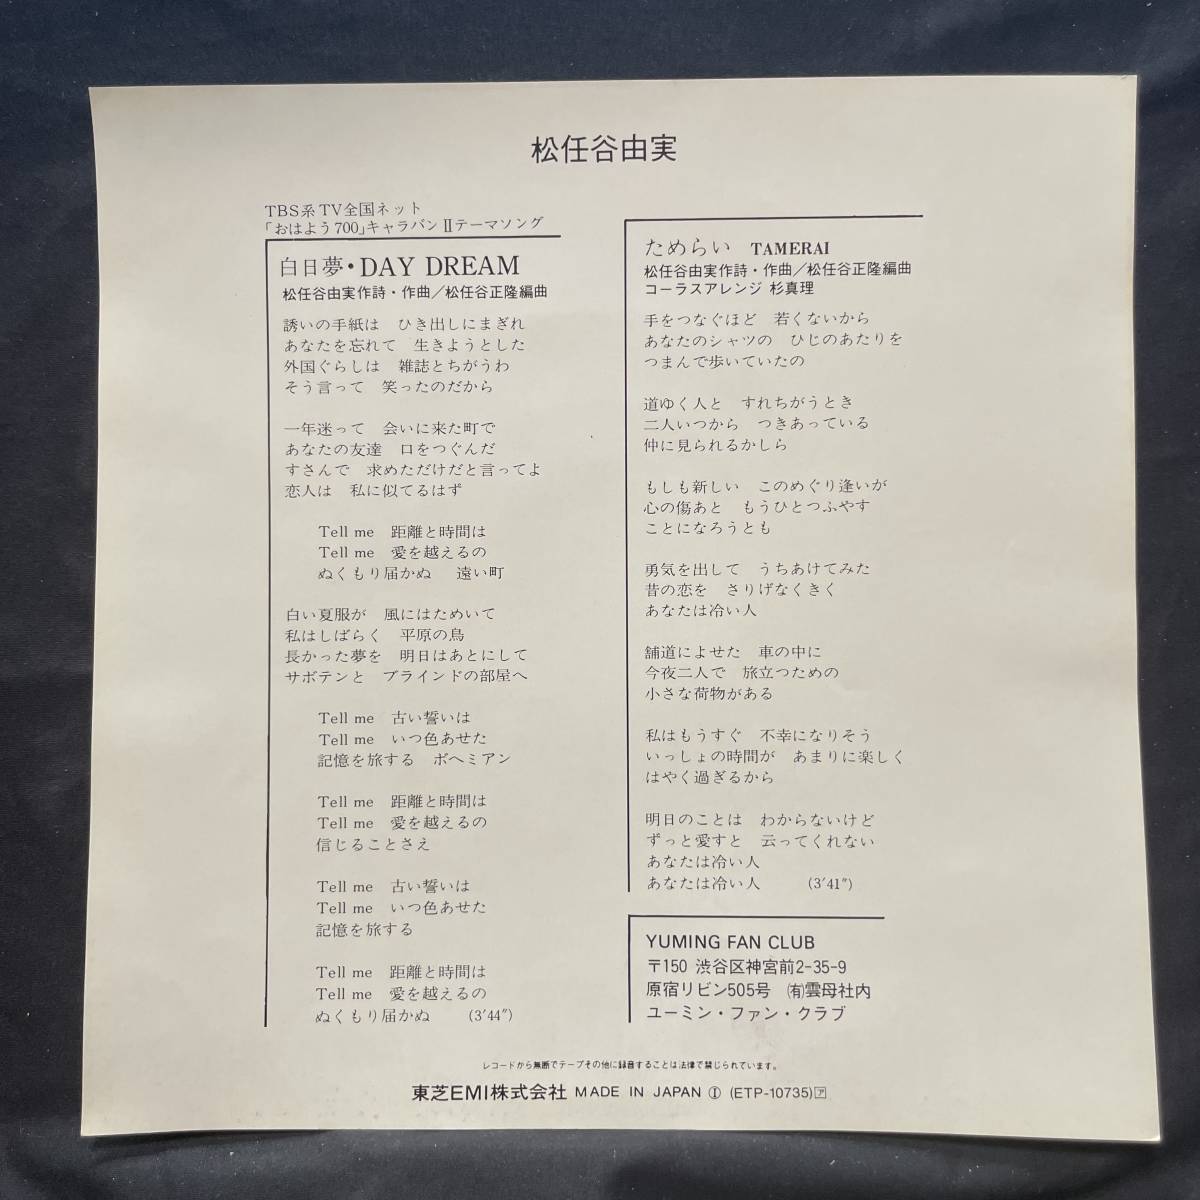 松任谷由実
TBS系TV全国ネット
「おはよう700」キャラバンⅡテーマソング
白日夢・DAY DREAM
松任谷由実作詩・作曲／松任谷正隆編曲
誘いの手紙は　ひき出しにまぎれ
あなたを忘れて　生きようとした
外国ぐらしは　雑誌とちがうわ
そう言って　笑ったのだから
一年迷って　会いに来た町で
あなたの友達　口をつぐんだ
すさんで　求めただけだと言ってよ
恋人は　私に似てるはず
Tell me　距離と時間は
Tell me　愛を越えるの
ぬくもり届かぬ　遠い町
白い夏服が　風にはためいて
私はしばらく　平原の鳥
長かった夢を　明日はあとにして
サボテンと　ブラインドの部屋へ
Tell me　古い誓いは
Tell me　いつ色あせた
記憶を旅する　ボヘミアン
Tell me　距離と時間は
Tell me　愛を越えるの
信じることさえ
Tell me　古い誓いは
Tell me　いつ色あせた
記憶を旅する
Tell me　距離と時間は
Tell me　愛を越えるの
ぬくもり届かぬ　(3′44″)
ためらい　TAMERAI
松任谷由実作詩・作曲／松任谷正隆編曲
コーラスアレンジ 杉真理
手をつなぐほど　若くないから
あなたのシャツの　ひじのあたりを
つまんで歩いていたの
道ゆく人と　すれちがうとき
二人いつから　つきあっている
仲に見られるかしら
もしも新しい　このめぐり逢いが
心の傷あと　もうひとつふやす
ことになろうとも
勇気を出して　うちあけてみた
昔の恋を　さりげなくきく
あなたは冷い人
舗道によせた　車の中に
今夜二人で　旅立つための
小さな荷物がある
私はもうすぐ　不幸になりそう
いっしょの時間が　あまりに楽しく
はやく過ぎるから
明日のことは　わからないけど
ずっと愛すと　云ってくれない
あなたは冷い人
あなたは冷い人　(3′41″)
YUMING FAN CLUB
〒150 渋谷区神宮前2-35-9
原宿リビン505号　㈲雲母社内
ユーミン・ファン・クラブ
レコードから無断でテープその他に録音することは法律で禁じられています。
東芝EMI株式会社 MADE IN JAPAN Ⓘ (ETP-10735)ア